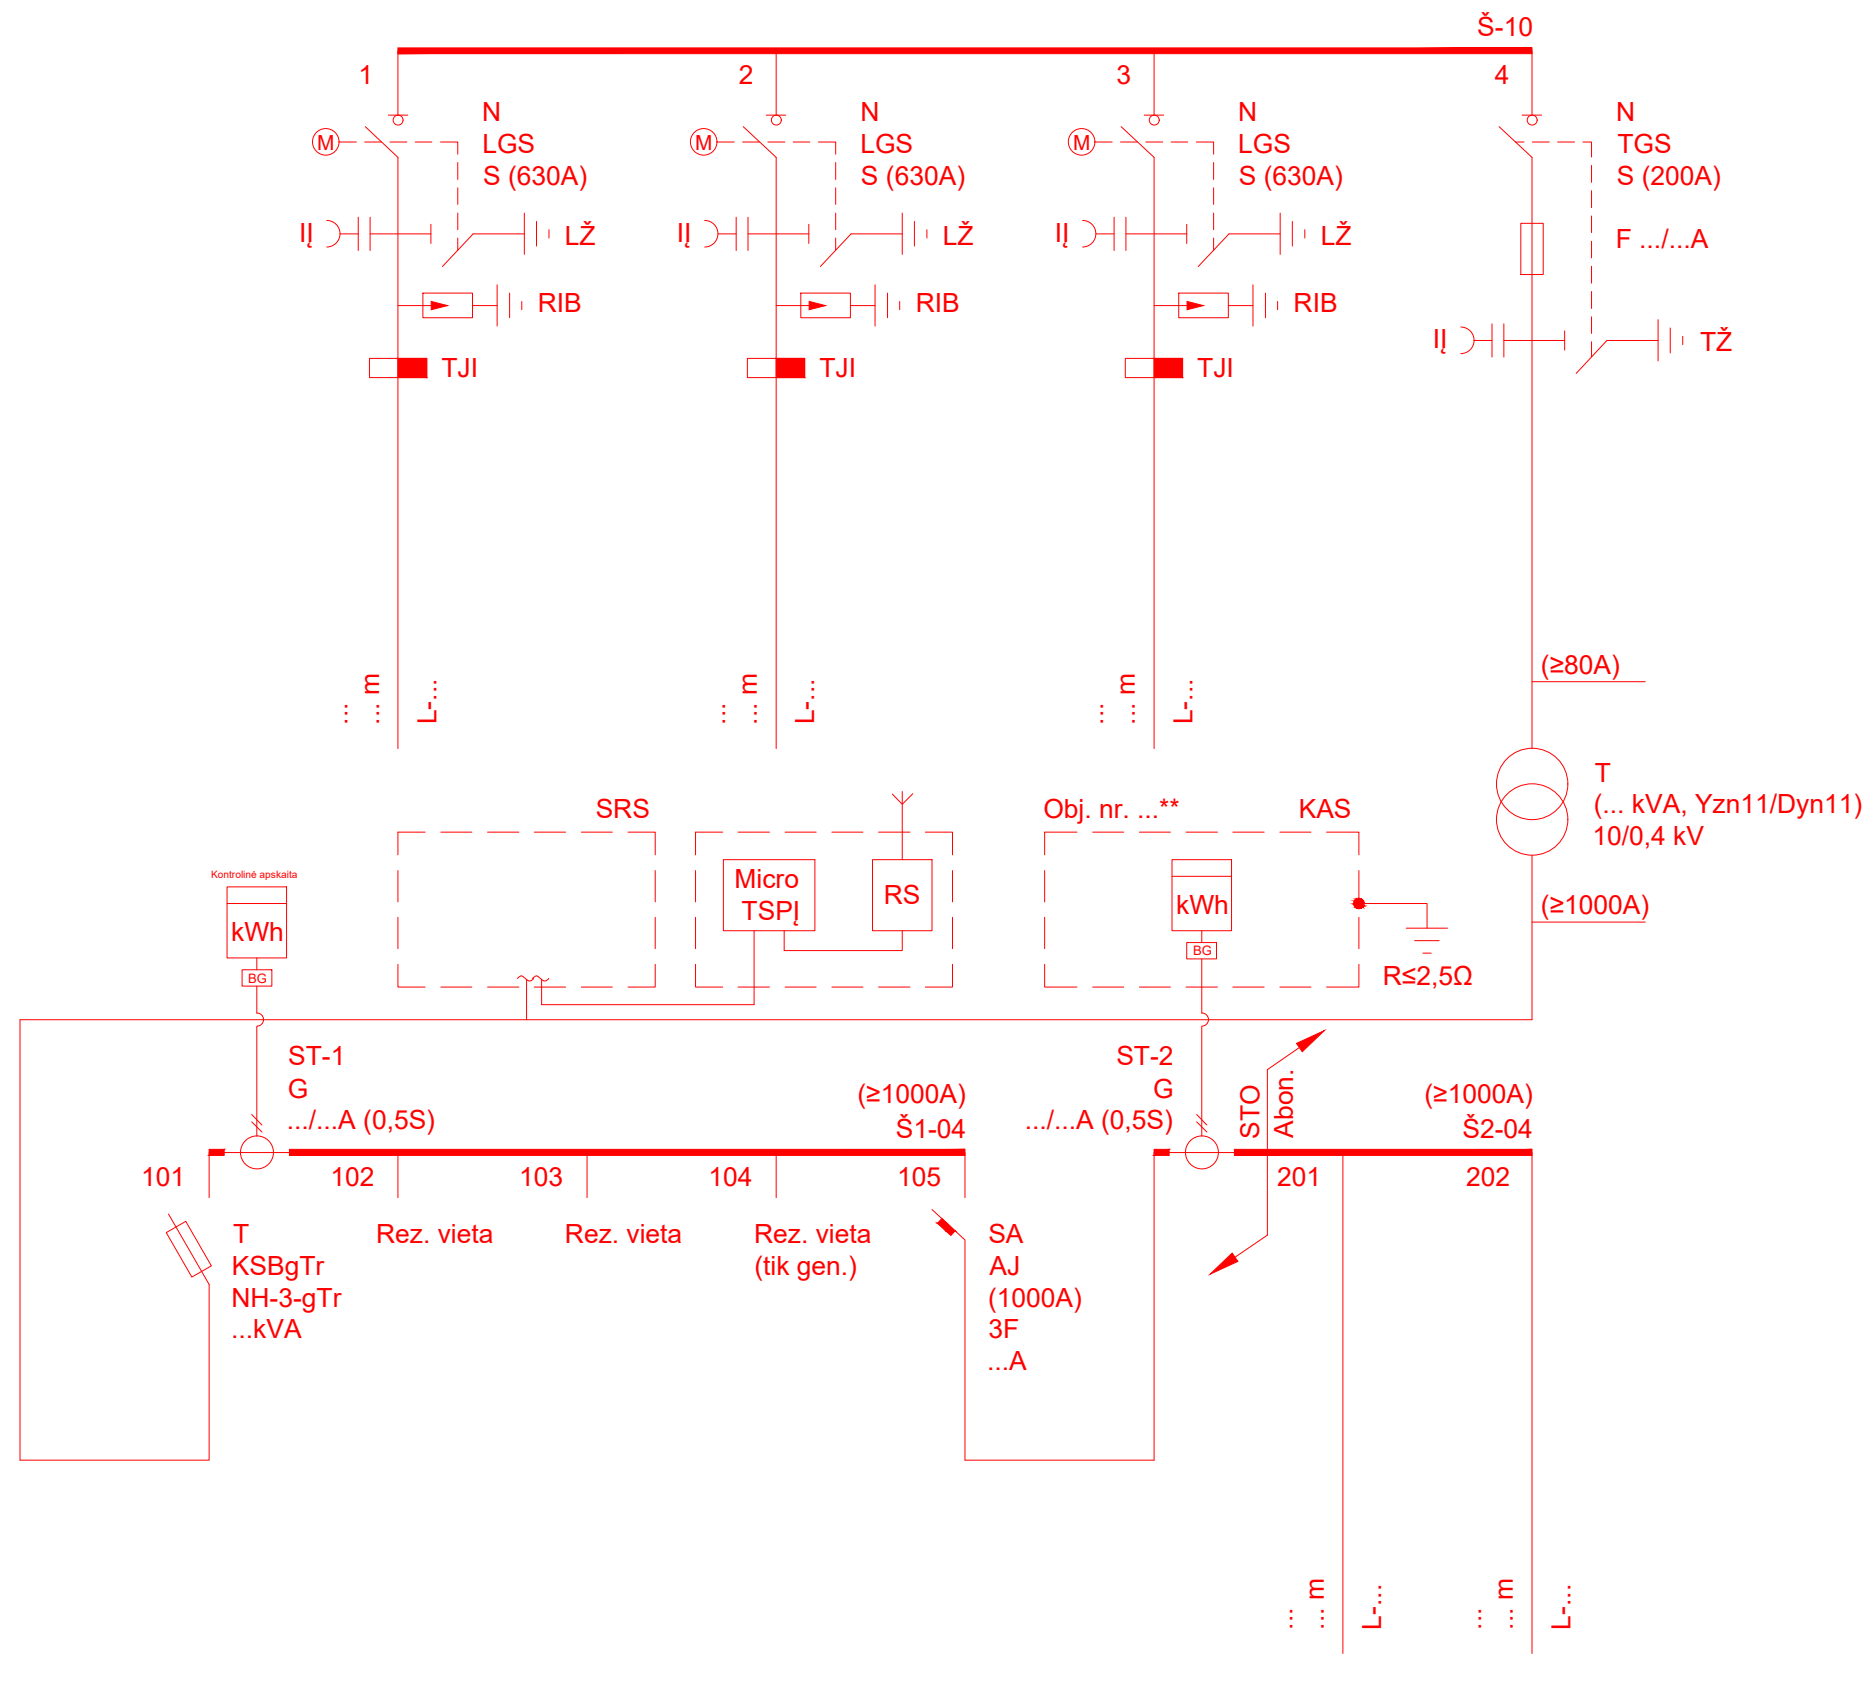 Š-10
1
2
3
4
N
LGS
S (630A)
N
LGS
S (630A)
N
LGS
S (630A)
N
TGS
S (200A)
M
M
M
IĮ
LŽ
IĮ
LŽ
IĮ
LŽ
F .../...A
RIB
RIB
RIB
IĮ
TŽ
TJI
TJI
TJI
(≥80A)
...
... m
L-...
...
... m
L-...
...
... m
L-...
T
(... kVA, Yzn11/Dyn11)
10/0,4 kV
SRS
Obj. nr. ...**
KAS
Kontrolinė apskaita
kWh
BG
Micro
TSPĮ
RS
kWh
BG
(≥1000A)
R≤2,5Ω
ST-1
G
.../...A (0,5S)
(≥1000A)
Š1-04
ST-2
G
.../...A (0,5S)
STO
Abon.
(≥1000A)
Š2-04
101
102
103
104
105
201
202
T
KSBgTr
NH-3-gTr
...kVA
Rez. vieta
Rez. vieta
Rez. vieta
(tik gen.)
SA
AJ
(1000A)
3F
...A
...
... m
L-...
...
... m
L-...